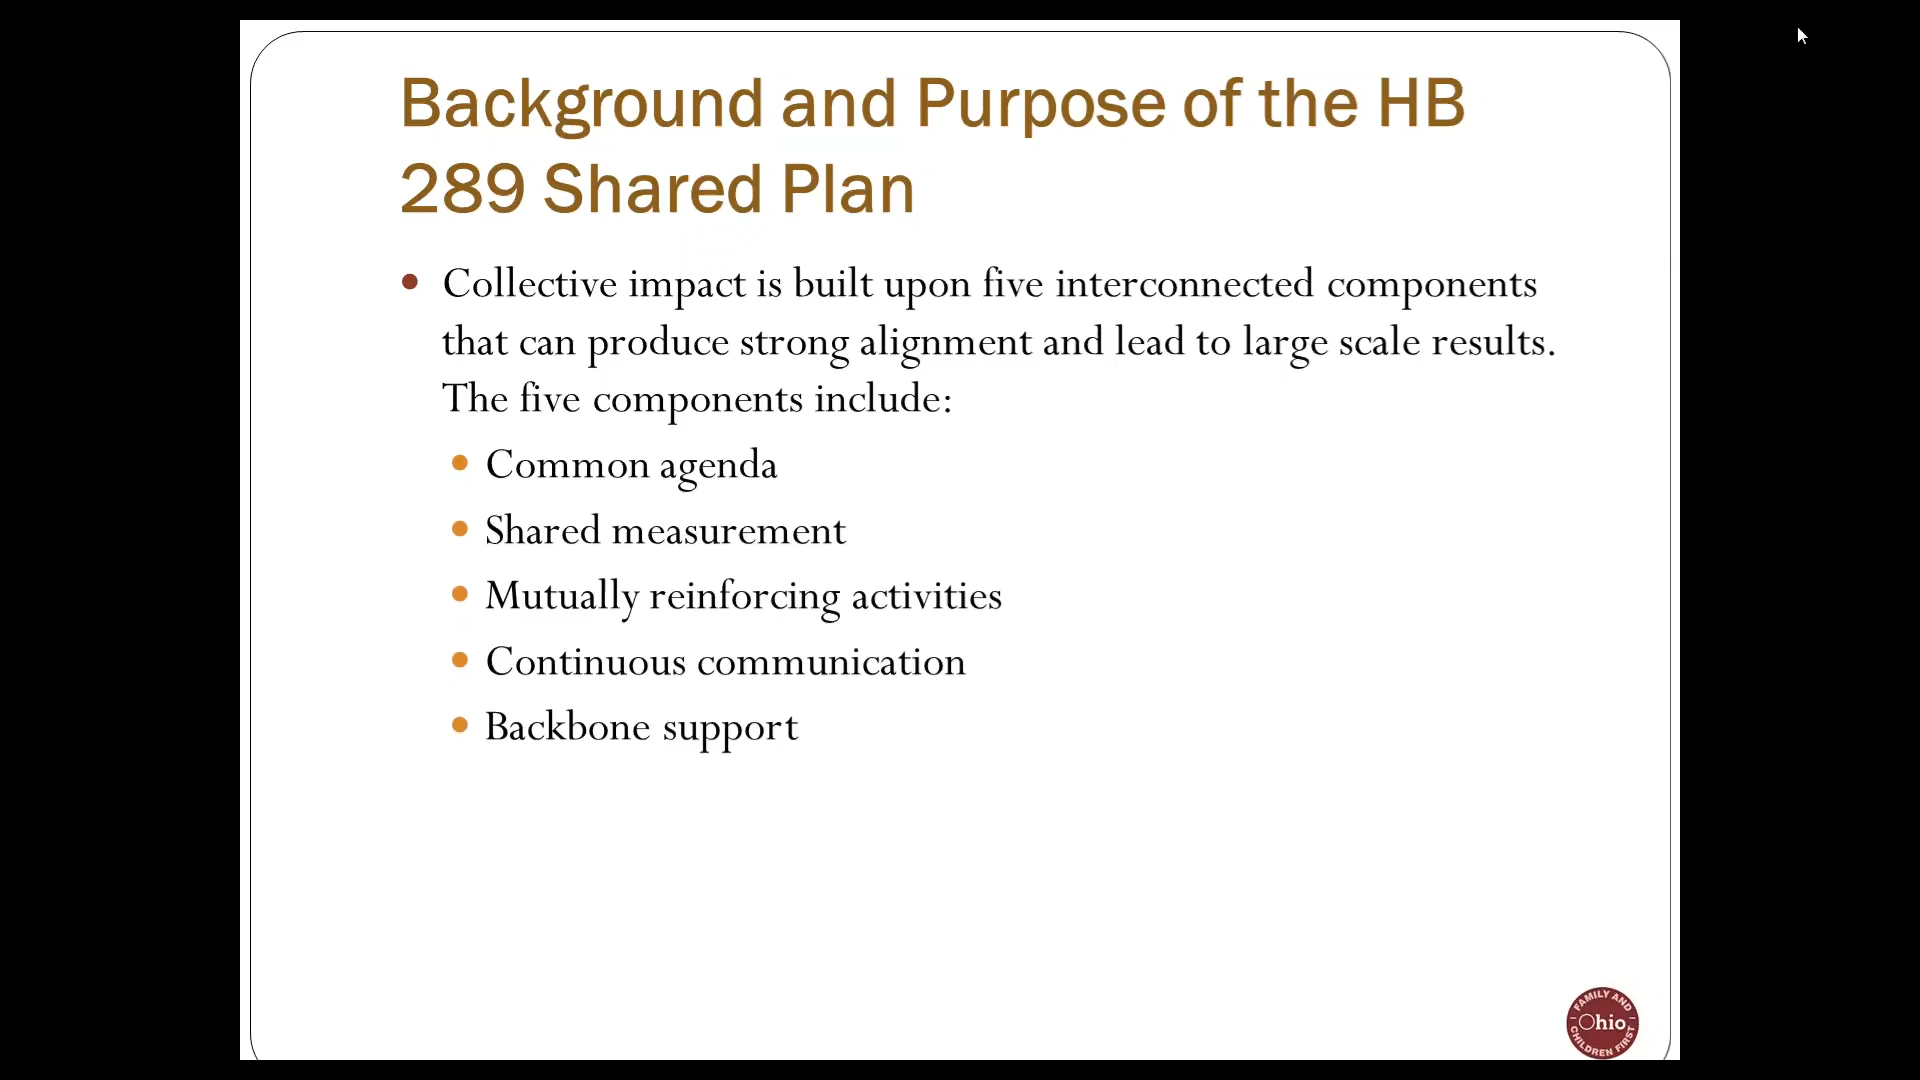 Background and Purpose of the HB
289 Shared Plan
Collective impact is built upon five interconnected components
that can produce strong alignment and lead to large scale results.
The five components include:
Common agenda
Shared measurement
Mutually reinforcing activities
Continuous communication
Backbone support
FAMILY AND
Ohio
CHILDREN FIRST